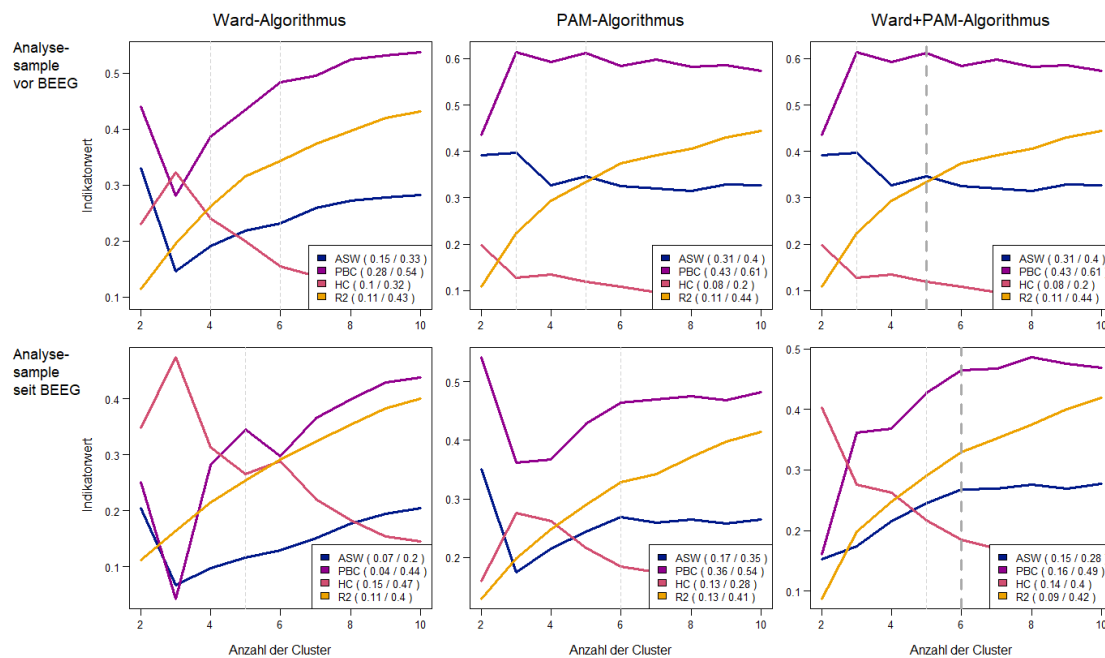 Ward-Algorithmus
PAM-Algorithmus
Ward+PAM-Algorithmus
Analyse-
sample
vor BEEG
Indikatorwert
0.5
0.4
0.3
0.2
0.1
2 4 6 8 10
ASW ( 0.15 / 0.33 )
PBC ( 0.28 / 0.54 )
HC ( 0.1 / 0.32 )
R2 ( 0.11 / 0.43 )
0.6
0.5
0.4
0.3
0.2
0.1
2 4 6 8 10
ASW ( 0.31 / 0.4 )
PBC ( 0.43 / 0.61 )
HC ( 0.08 / 0.2 )
R2 ( 0.11 / 0.44 )
0.6
0.5
0.4
0.3
0.2
0.1
2 4 6 8 10
ASW ( 0.31 / 0.4 )
PBC ( 0.43 / 0.61
HC ( 0.08 / 0.2 )
R2 ( 0.11 / 0.44 )
Analyse-
sample
seit BEEG
Indikatorwert
0.4
0.3
0.2
0.1
2 4 6 8 10
ASW ( 0.07 / 0.2 )
PBC ( 0.04 / 0.44 )
HC ( 0.15 / 0.47 )
R2 ( 0.11 / 0.4 )
Anzahl der Cluster
0.5
0.4
0.3
0.2
2 4 6 8 10
ASW ( 0.17 / 0.35 )
PBC ( 0.36 / 0.54 )
HC ( 0.13 / 0.28 )
R2 ( 0.13 / 0.41 )
Anzahl der Cluster
0.5
0.4
0.3
0.2
0.1
2 4 6 8 10
ASW ( 0.15 / 0.28
PBC ( 0.16 / 0.49 )
HC ( 0.14 / 0.4 )
R2 ( 0.09 / 0.42 )
Anzahl der Cluster